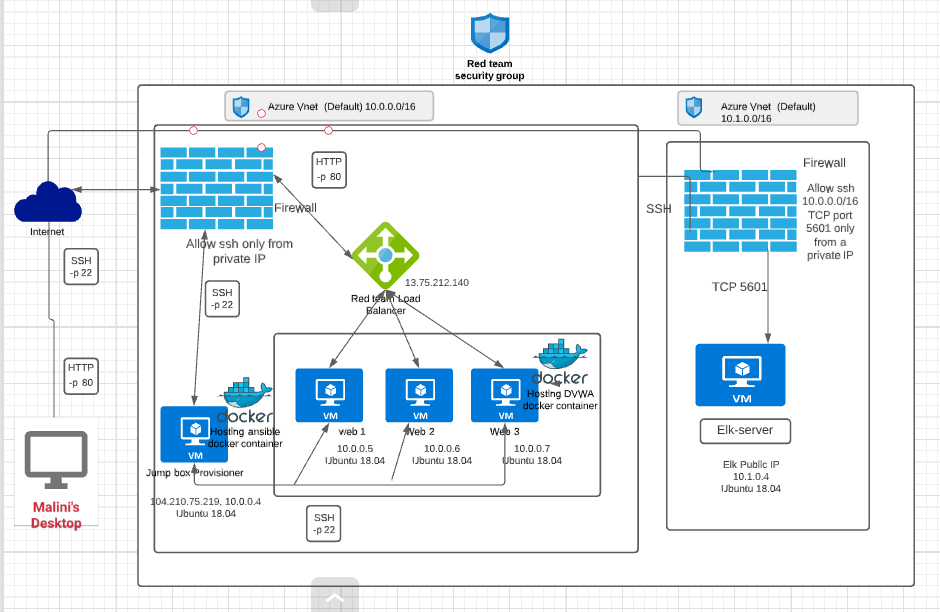 Red team
security group
Azure Vnet (Default) 10.0.0.0/16
Azure Vnet (Default)
10.1.0.0/16
HTTP
-p 80
Firewall
Allow ssh only from
private IP
Internet
SSH
-p 22
SSH
-p 22
HTTP
-p 80
Malini's
Desktop
13.75.212.140
Red team Load
Balancer
docker
Hosting ansible
docker container
VM
Jump box Provisioner
104.210.75.219, 10.0.0.4
Ubuntu 18.04
VM
web 1
10.0.0.5
Ubuntu 18.04
VM
Web 2
10.0.0.6
Ubuntu 18.04
VM
Web 3
10.0.0.7
Ubuntu 18.04
docker
Hosting DVWA
docker container
SSH
-p 22
SSH
Firewall
Allow ssh
10.0.0.0/16
TCP port
5601 only
from a
private IP
TCP 5601
VM
Elk-server
Elk Public IP
10.1.0.4
Ubuntu 18.04